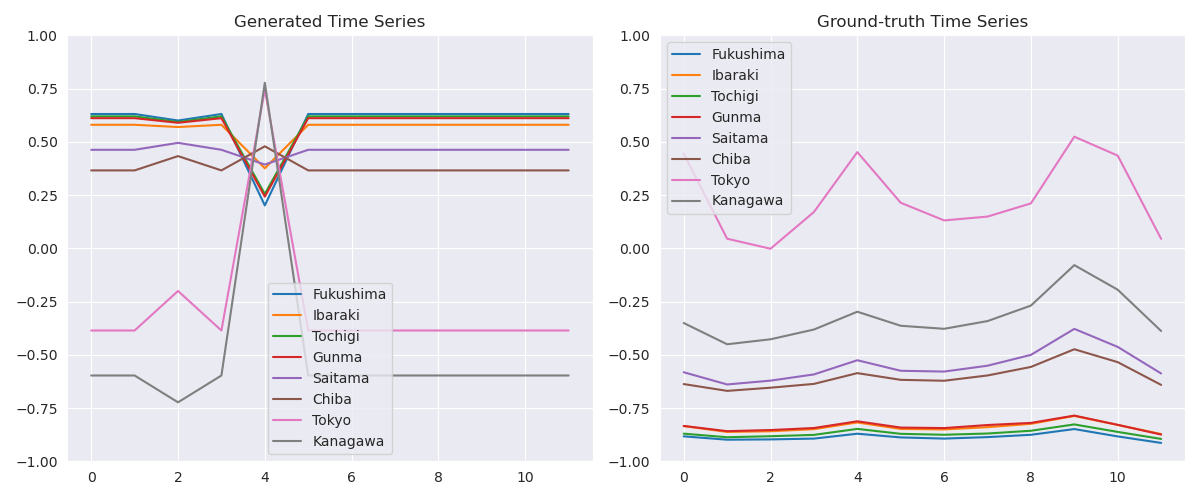 Generated Time Series
1.00
0.75
0.50
0.25
0.00
−0.25
−0.50
−0.75
−1.00
0
2
4
6
8
10
Fukushima
Ibaraki
Tochigi
Gunma
Saitama
Chiba
Tokyo
Kanagawa
Ground-truth Time Series
1.00
0.75
0.50
0.25
0.00
−0.25
−0.50
−0.75
−1.00
0
2
4
6
8
10
Fukushima
Ibaraki
Tochigi
Gunma
Saitama
Chiba
Tokyo
Kanagawa